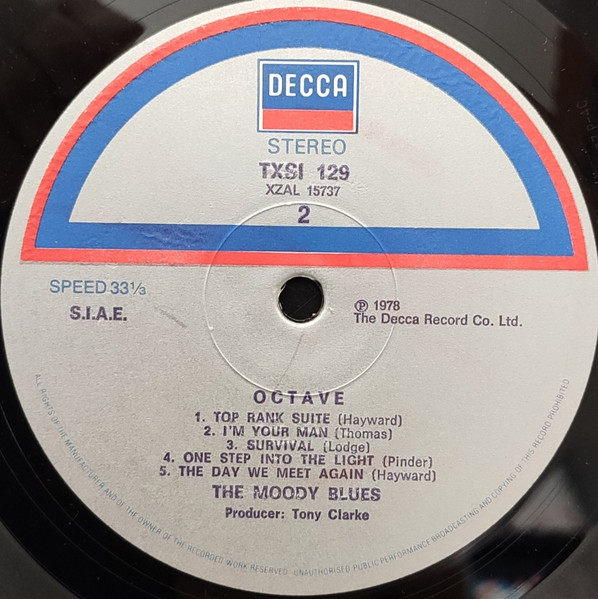 DECCA
STEREO
TXSI 129
XZAL 15737
2
SPEED 33⅓
S.I.A.E.
℗ 1978
The Decca Record Co. Ltd.
OCTAVE
1. TOP RANK SUITE (Hayward)
2. I'M YOUR MAN (Thomas)
3. SURVIVAL (Lodge)
4. ONE STEP INTO THE LIGHT (Pinder)
5. THE DAY WE MEET AGAIN (Hayward)
THE MOODY BLUES
Producer: Tony Clarke
ALL RIGHTS OF THE MANUFACTURER AND OF THE OWNER OF THE RECORDED WORK RESERVED. UNAUTHORISED PUBLIC PERFORMANCE BROADCASTING AND COPYING OF THIS RECORD PROHIBITED